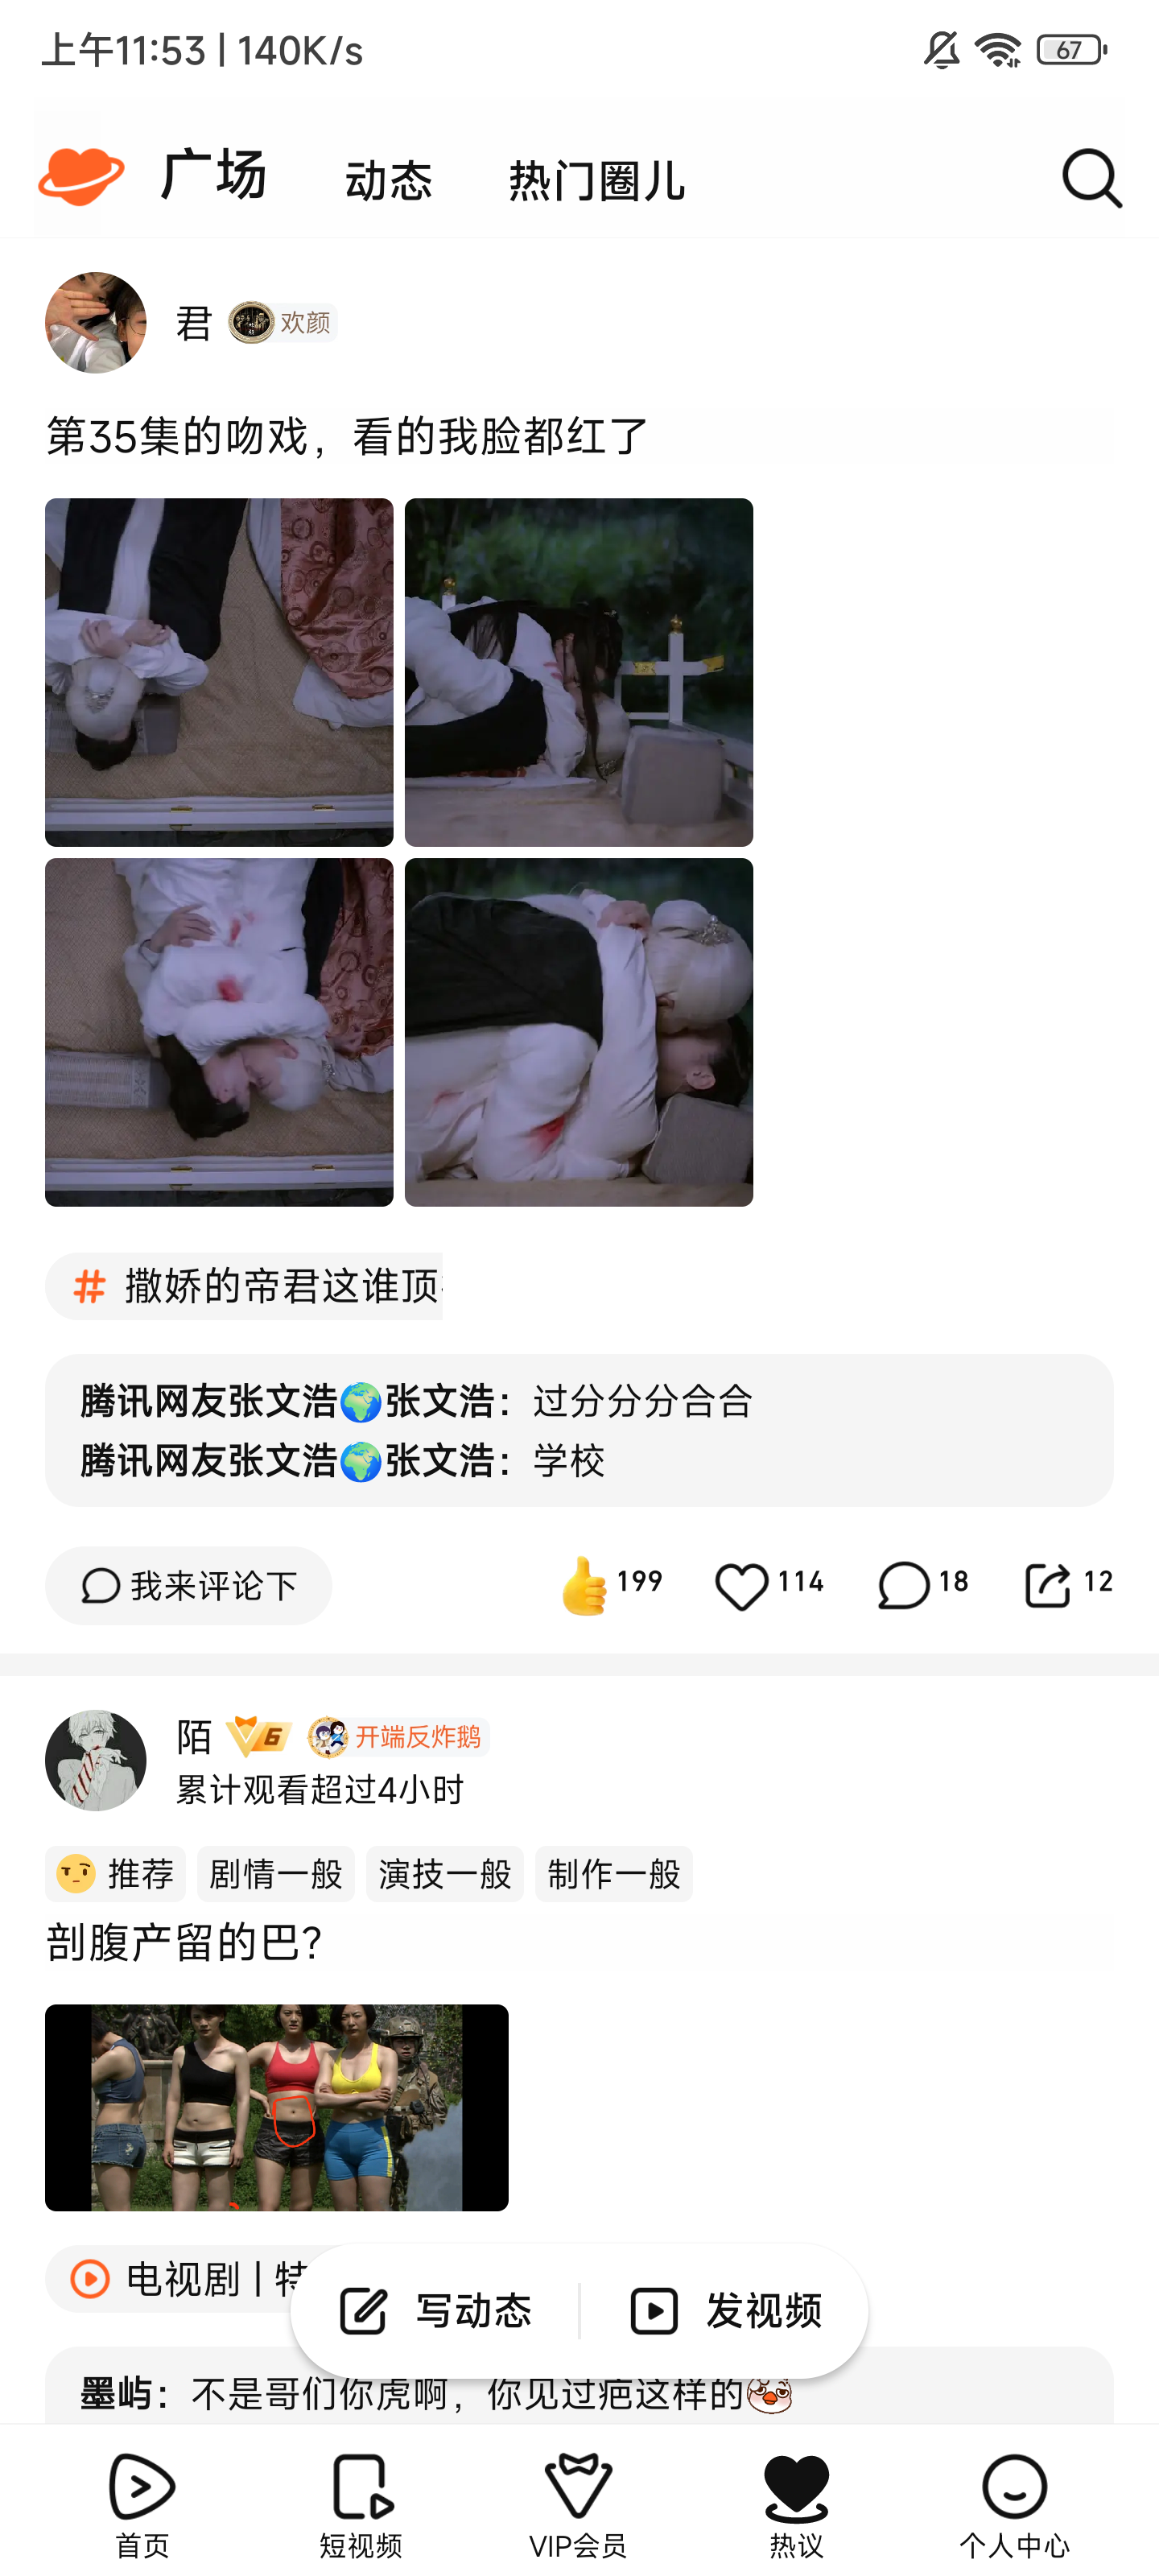 上午11:53 | 140K/s
67
广场 动态 热门圈儿
君 欢颜
第35集的吻戏，看的我脸都红了
# 撒娇的帝君这谁顶
腾讯网友张文浩🌍张文浩：过分分分合合
腾讯网友张文浩🌍张文浩：学校
我来评论下 199 114 18 12
陌 V6 开端反炸鹅
累计观看超过4小时
推荐 剧情一般 演技一般 制作一般
剖腹产留的巴?
电视剧 | 特
写动态 发视频
墨屿：不是哥们你虎啊，你见过疤这样的
首页 短视频 VIP会员 热议 个人中心